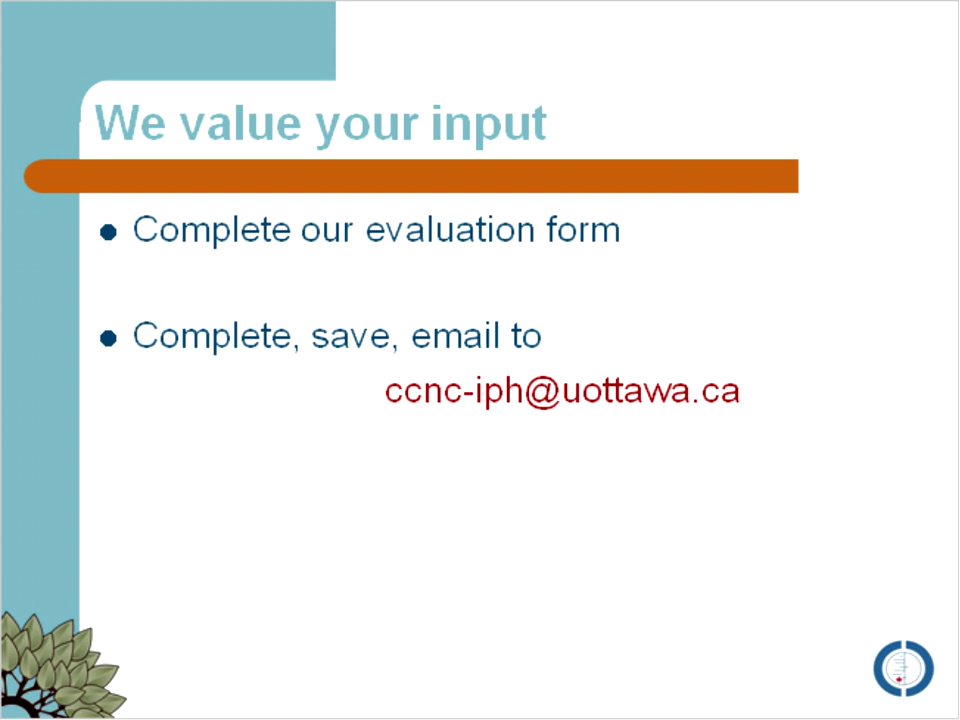 We value your input
● Complete our evaluation form
● Complete, save, email to
ccnc-iph@uottawa.ca